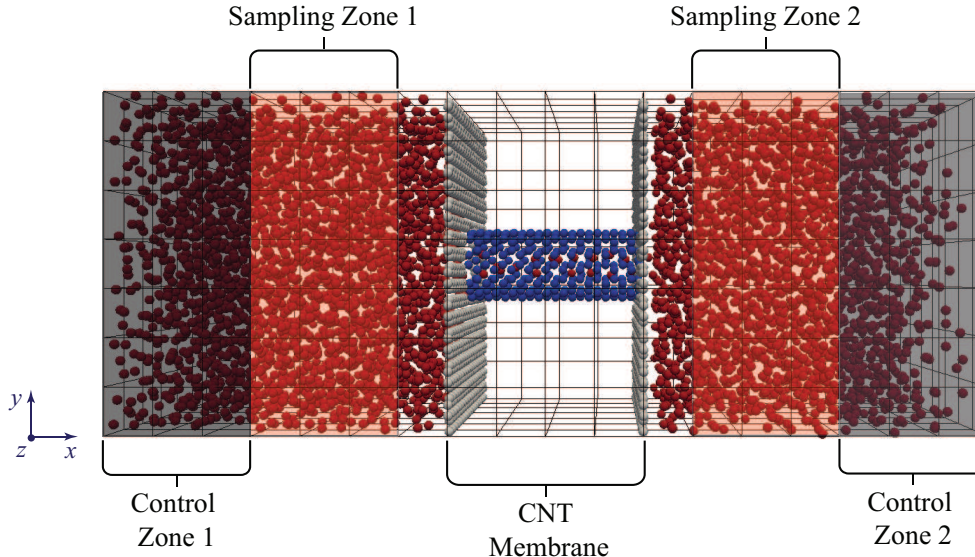 Sampling Zone 1
Sampling Zone 2
y
z
x
Control
Zone 1
CNT
Membrane
Control
Zone 2